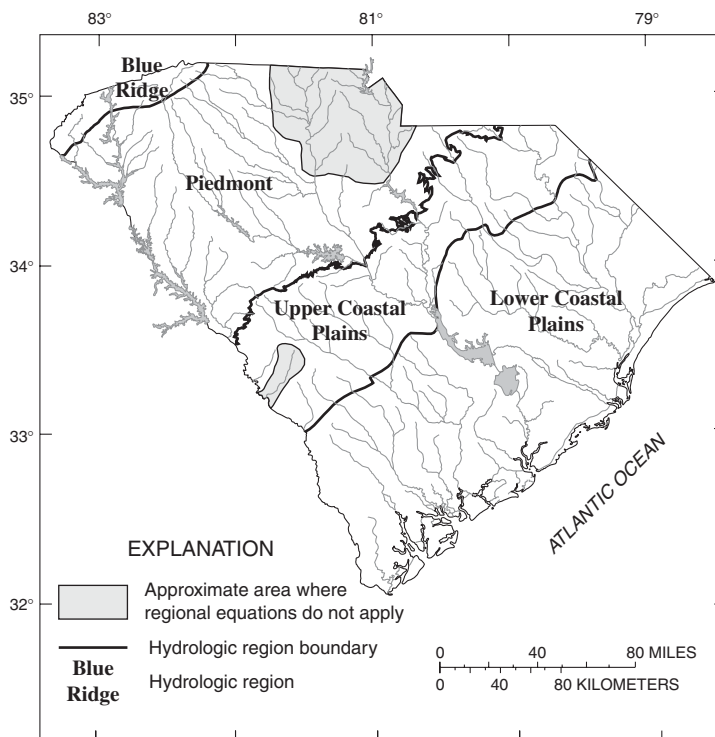 83°
81°
79°
35°
34°
33°
32°
Blue
Ridge
Piedmont
Upper Coastal
Plains
Lower Coastal
Plains
ATLANTIC OCEAN
EXPLANATION
Approximate area where
regional equations do not apply
Hydrologic region boundary
Blue
Ridge
Hydrologic region
0 40 80 MILES
0 40 80 KILOMETERS